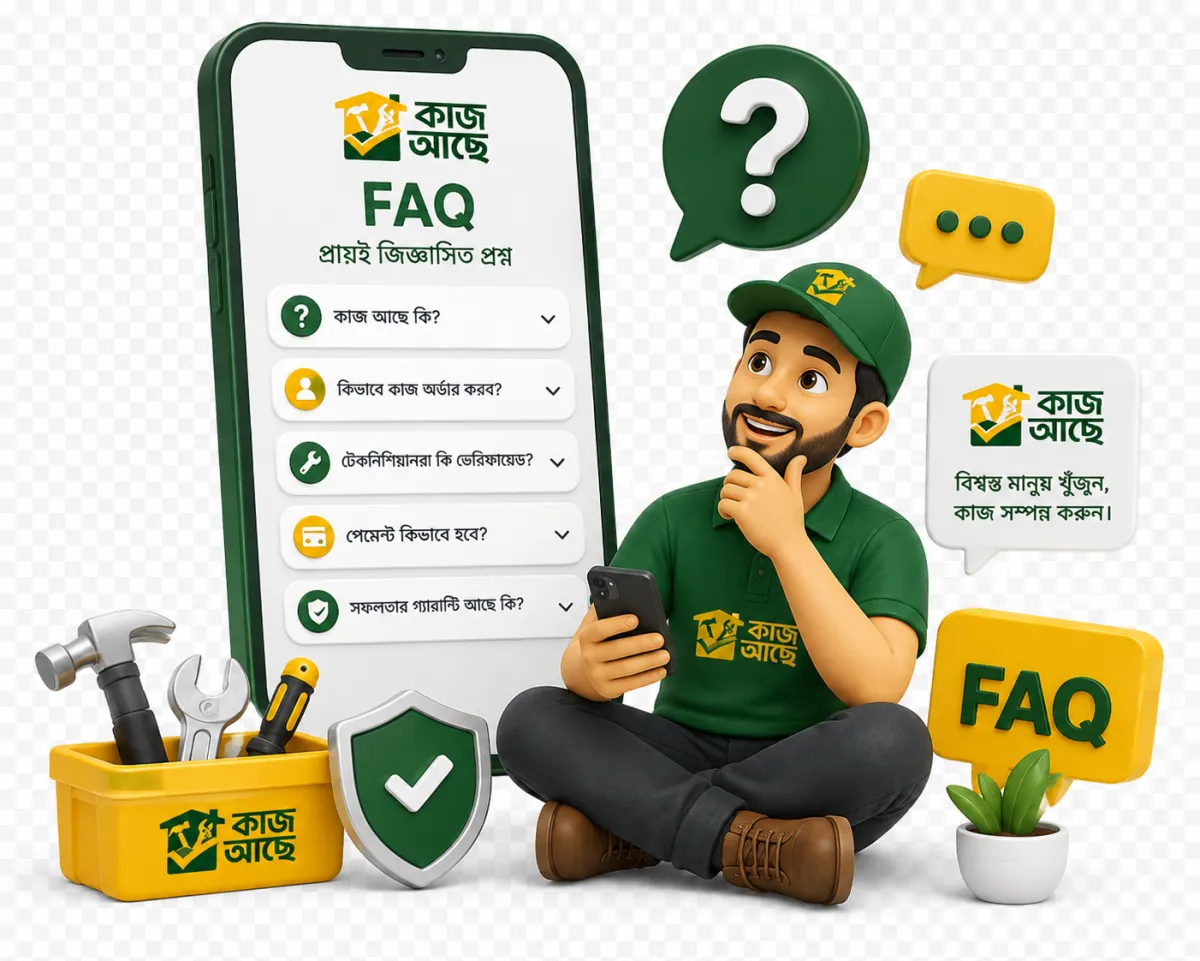 কাজ
আছে
FAQ
প্রায়ই জিজ্ঞাসিত প্রশ্ন
কাজ আছে কি?
কিভাবে কাজ অর্ডার করব?
টেকনিশিয়ানরা কি ভেরিফায়েড?
পেমেন্ট কিভাবে হবে?
সফলতার গ্যারান্টি আছে কি?
?
কাজ
আছে
বিশ্বস্ত মানুষ খুঁজুন,
কাজ সম্পন্ন করুন।
কাজ
আছে
FAQ
কাজ
আছে